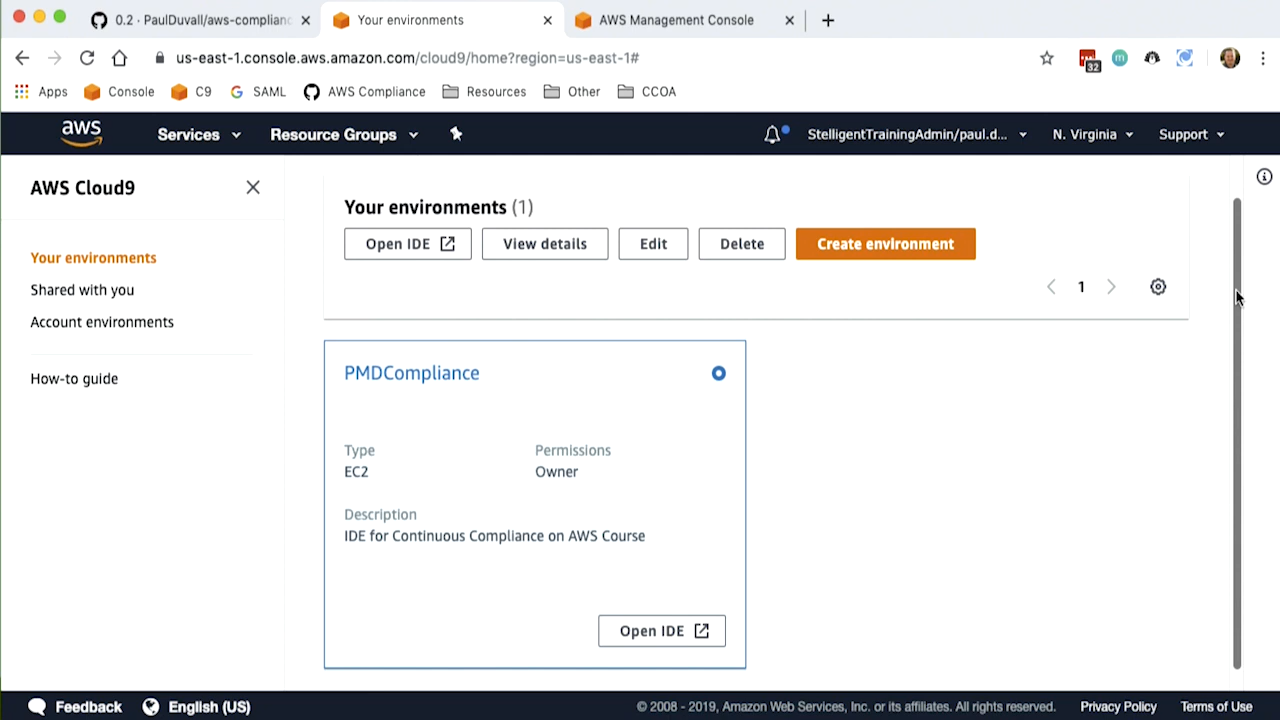 0.2 · PaulDuvall/aws-complianc
Your environments
AWS Management Console
us-east-1.console.aws.amazon.com/cloud9/home?region=us-east-1#
32
m
Apps
Console
C9
SAML
AWS Compliance
Resources
Other
CCOA
aws
Services
Resource Groups
StelligentTrainingAdmin/paul.d...
N. Virginia
Support
AWS Cloud9
Your environments
Shared with you
Account environments
How-to guide
Your environments (1)
Open IDE
View details
Edit
Delete
Create environment
1
PMDCompliance
Type
Permissions
EC2
Owner
Description
IDE for Continuous Compliance on AWS Course
Open IDE
Feedback
English (US)
© 2008 - 2019, Amazon Web Services, Inc. or its affiliates. All rights reserved.
Privacy Policy
Terms of Use